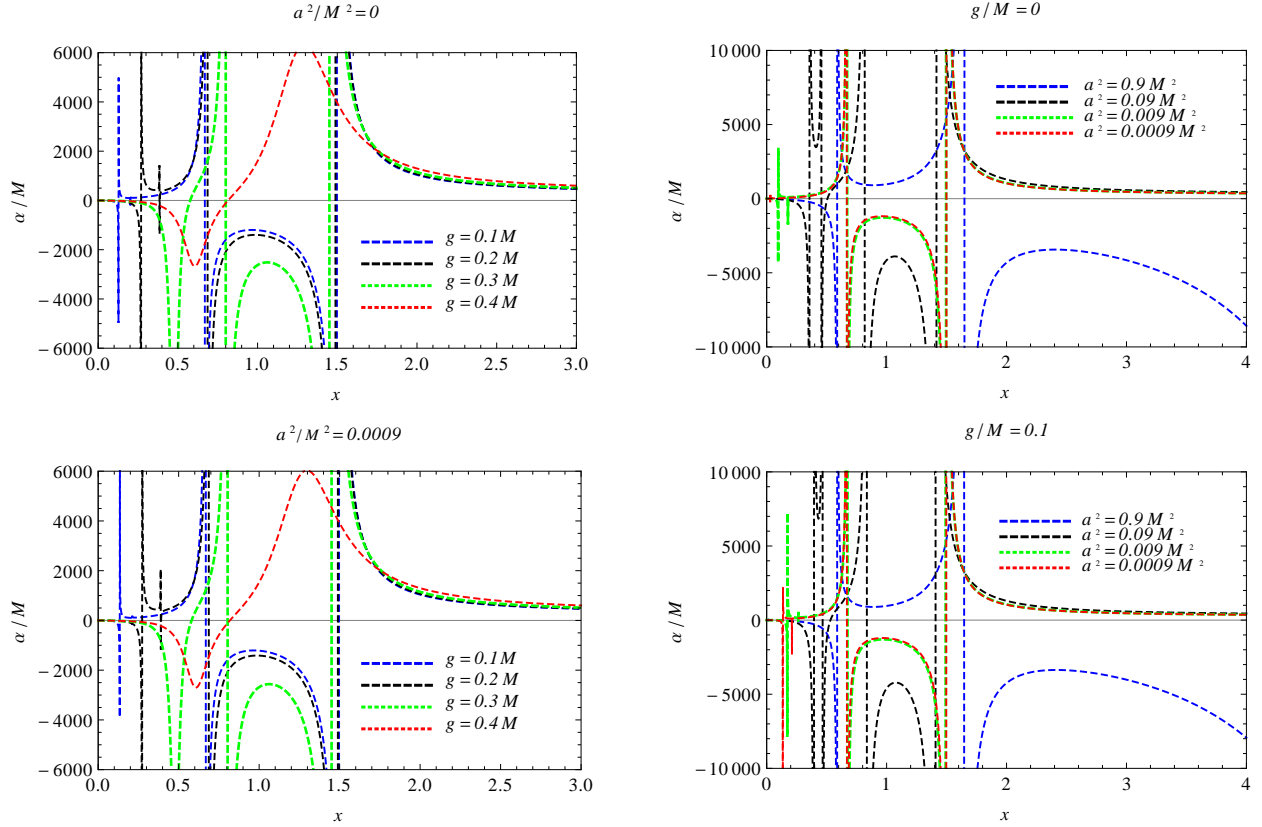 a²/M²=0
α / M
6000
4000
2000
0
−2000
−4000
−6000
g = 0.1 M
g = 0.2 M
g = 0.3 M
g = 0.4 M
0.0 0.5 1.0 1.5 2.0 2.5 3.0
x
g/M=0
α / M
10 000
5000
0
−5000
−10 000
a² = 0.9 M²
a² = 0.09 M²
a² = 0.009 M²
a² = 0.0009 M²
0 1 2 3 4
x
a²/M²=0.0009
α / M
6000
4000
2000
0
−2000
−4000
−6000
g = 0.1 M
g = 0.2 M
g = 0.3 M
g = 0.4 M
0.0 0.5 1.0 1.5 2.0 2.5 3.0
x
g/M=0.1
α / M
10 000
5000
0
−5000
−10 000
a² = 0.9 M²
a² = 0.09 M²
a² = 0.009 M²
a² = 0.0009 M²
0 1 2 3 4
x